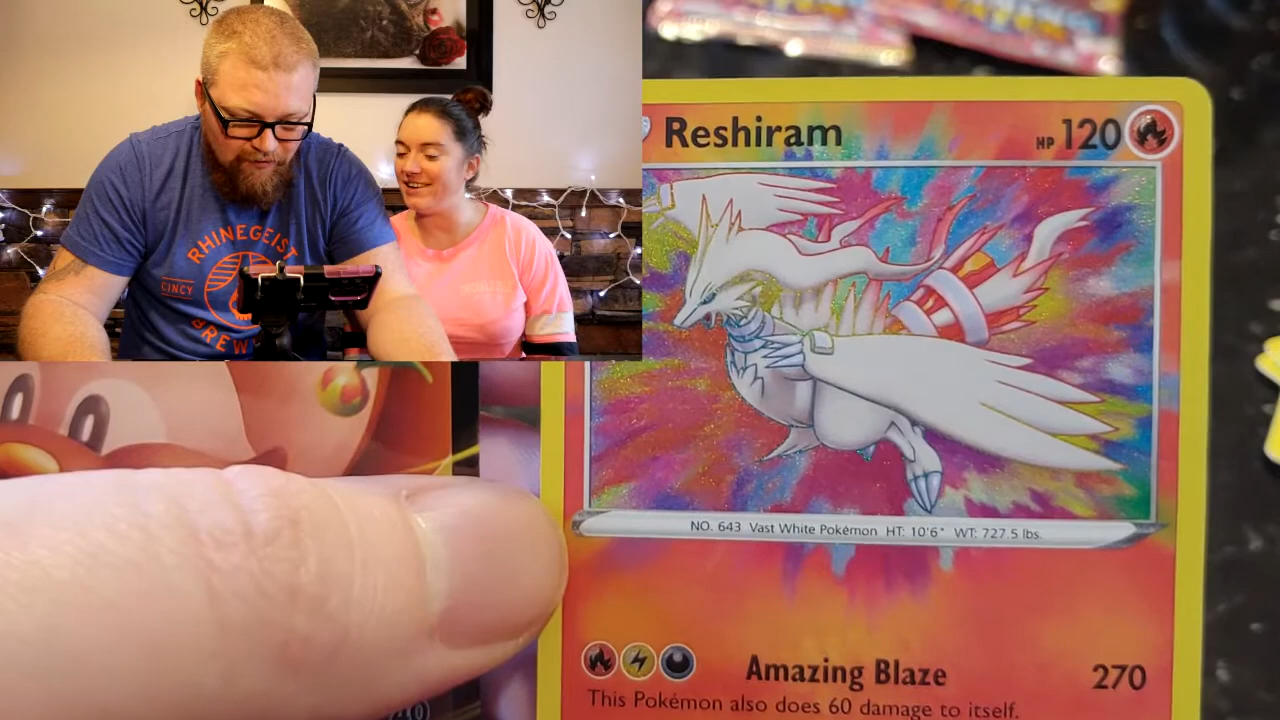 RHINEGEIST
CINCY
BREW
Reshiram
HP 120
NO. 643 Vast White Pokémon HT: 10'6" WT: 727.5 lbs.
Amazing Blaze 270
This Pokémon also does 60 damage to itself.